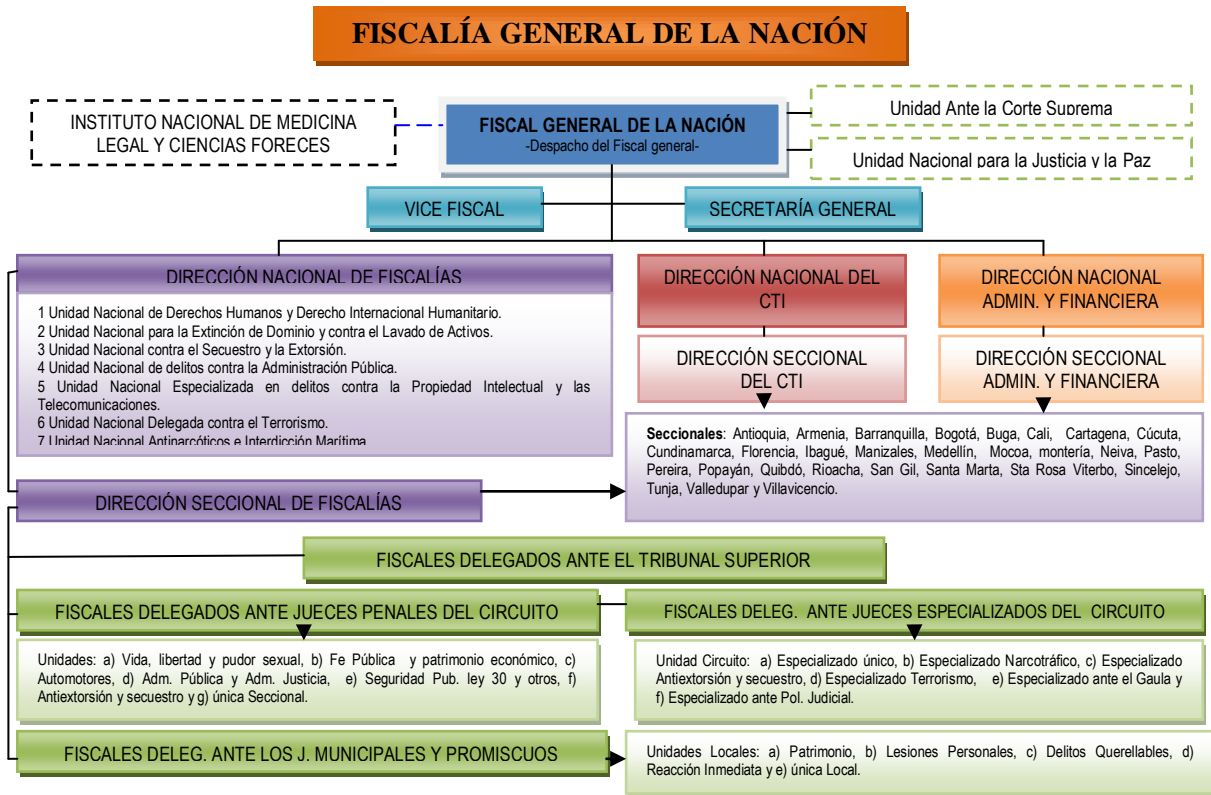 FISCALÍA GENERAL DE LA NACIÓN
INSTITUTO NACIONAL DE MEDICINA
LEGAL Y CIENCIAS FORECES
FISCAL GENERAL DE LA NACIÓN
-Despacho del Fiscal general-
Unidad Ante la Corte Suprema
Unidad Nacional para la Justicia y la Paz
VICE FISCAL
SECRETARÍA GENERAL
DIRECCIÓN NACIONAL DE FISCALÍAS
1 Unidad Nacional de Derechos Humanos y Derecho Internacional Humanitario.
2 Unidad Nacional para la Extinción de Dominio y contra el Lavado de Activos.
3 Unidad Nacional contra el Secuestro y la Extorsión.
4 Unidad Nacional de delitos contra la Administración Pública.
5 Unidad Nacional Especializada en delitos contra la Propiedad Intelectual y las
Telecomunicaciones.
6 Unidad Nacional Delegada contra el Terrorismo.
7 Unidad Nacional Antinarcóticos e Interdicción Marítima
DIRECCIÓN NACIONAL DEL
CTI
DIRECCIÓN NACIONAL
ADMIN. Y FINANCIERA
DIRECCIÓN SECCIONAL
DEL CTI
DIRECCIÓN SECCIONAL
ADMIN. Y FINANCIERA
Seccionales: Antioquia, Armenia, Barranquilla, Bogotá, Buga, Cali, Cartagena, Cúcuta,
Cundinamarca, Florencia, Ibagué, Manizales, Medellín, Mocoa, montería, Neiva, Pasto,
Pereira, Popayán, Quibdó, Rioacha, San Gil, Santa Marta, Sta Rosa Viterbo, Sincelejo,
Tunja, Valledupar y Villavicencio.
DIRECCIÓN SECCIONAL DE FISCALÍAS
FISCALES DELEGADOS ANTE EL TRIBUNAL SUPERIOR
FISCALES DELEGADOS ANTE JUECES PENALES DEL CIRCUITO
Unidades: a) Vida, libertad y pudor sexual, b) Fe Pública y patrimonio económico, c)
Automotores, d) Adm. Pública y Adm. Justicia, e) Seguridad Pub. ley 30 y otros, f)
Antiextorsión y secuestro y g) única Seccional.
FISCALES DELEG. ANTE JUECES ESPECIALIZADOS DEL CIRCUITO
Unidad Circuito: a) Especializado único, b) Especializado Narcotráfico, c) Especializado
Antiextorsión y secuestro, d) Especializado Terrorismo, e) Especializado ante el Gaula y
f) Especializado ante Pol. Judicial.
FISCALES DELEG. ANTE LOS J. MUNICIPALES Y PROMISCUOS
Unidades Locales: a) Patrimonio, b) Lesiones Personales, c) Delitos Querellables, d)
Reacción Inmediata y e) única Local.